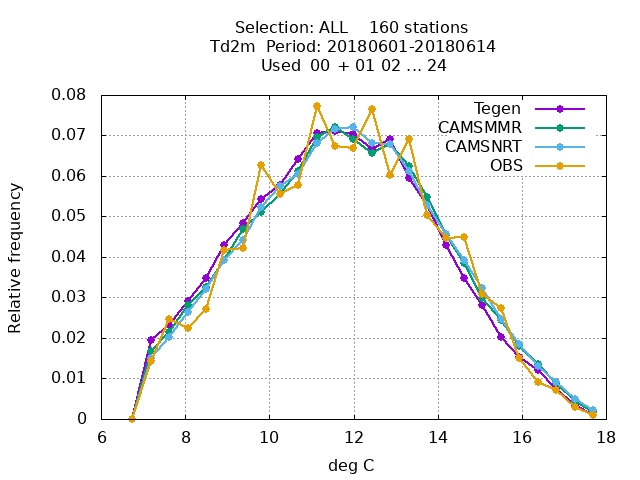 Selection: ALL    160 stations
Td2m  Period: 20180601-20180614
Used  00  + 01 02 ... 24
Tegen
CAMSMMR
CAMSNRT
OBS
0.08
0.07
0.06
0.05
0.04
0.03
0.02
0.01
0
Relative frequency
6 8 10 12 14 16 18
deg C